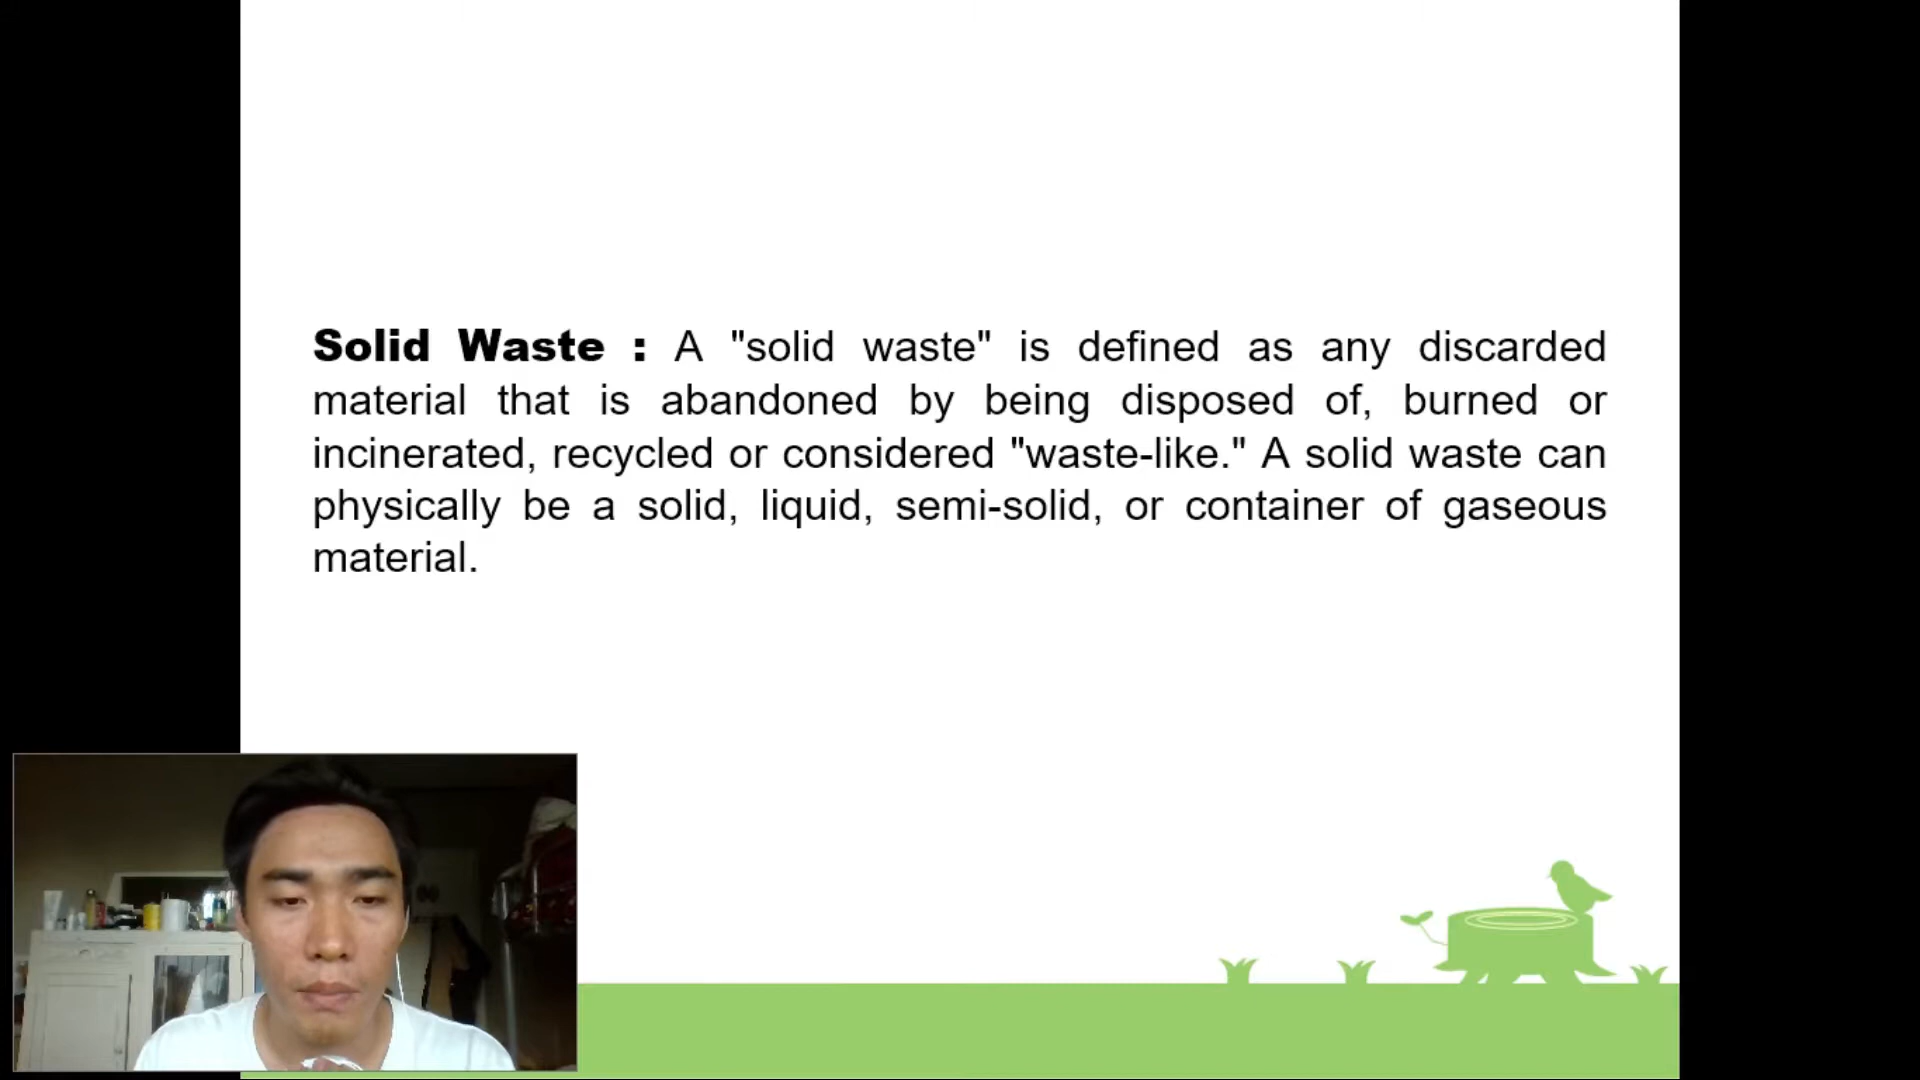 Solid Waste : A "solid waste" is defined as any discarded
material that is abandoned by being disposed of, burned or
incinerated, recycled or considered "waste-like." A solid waste can
physically be a solid, liquid, semi-solid, or container of gaseous
material.